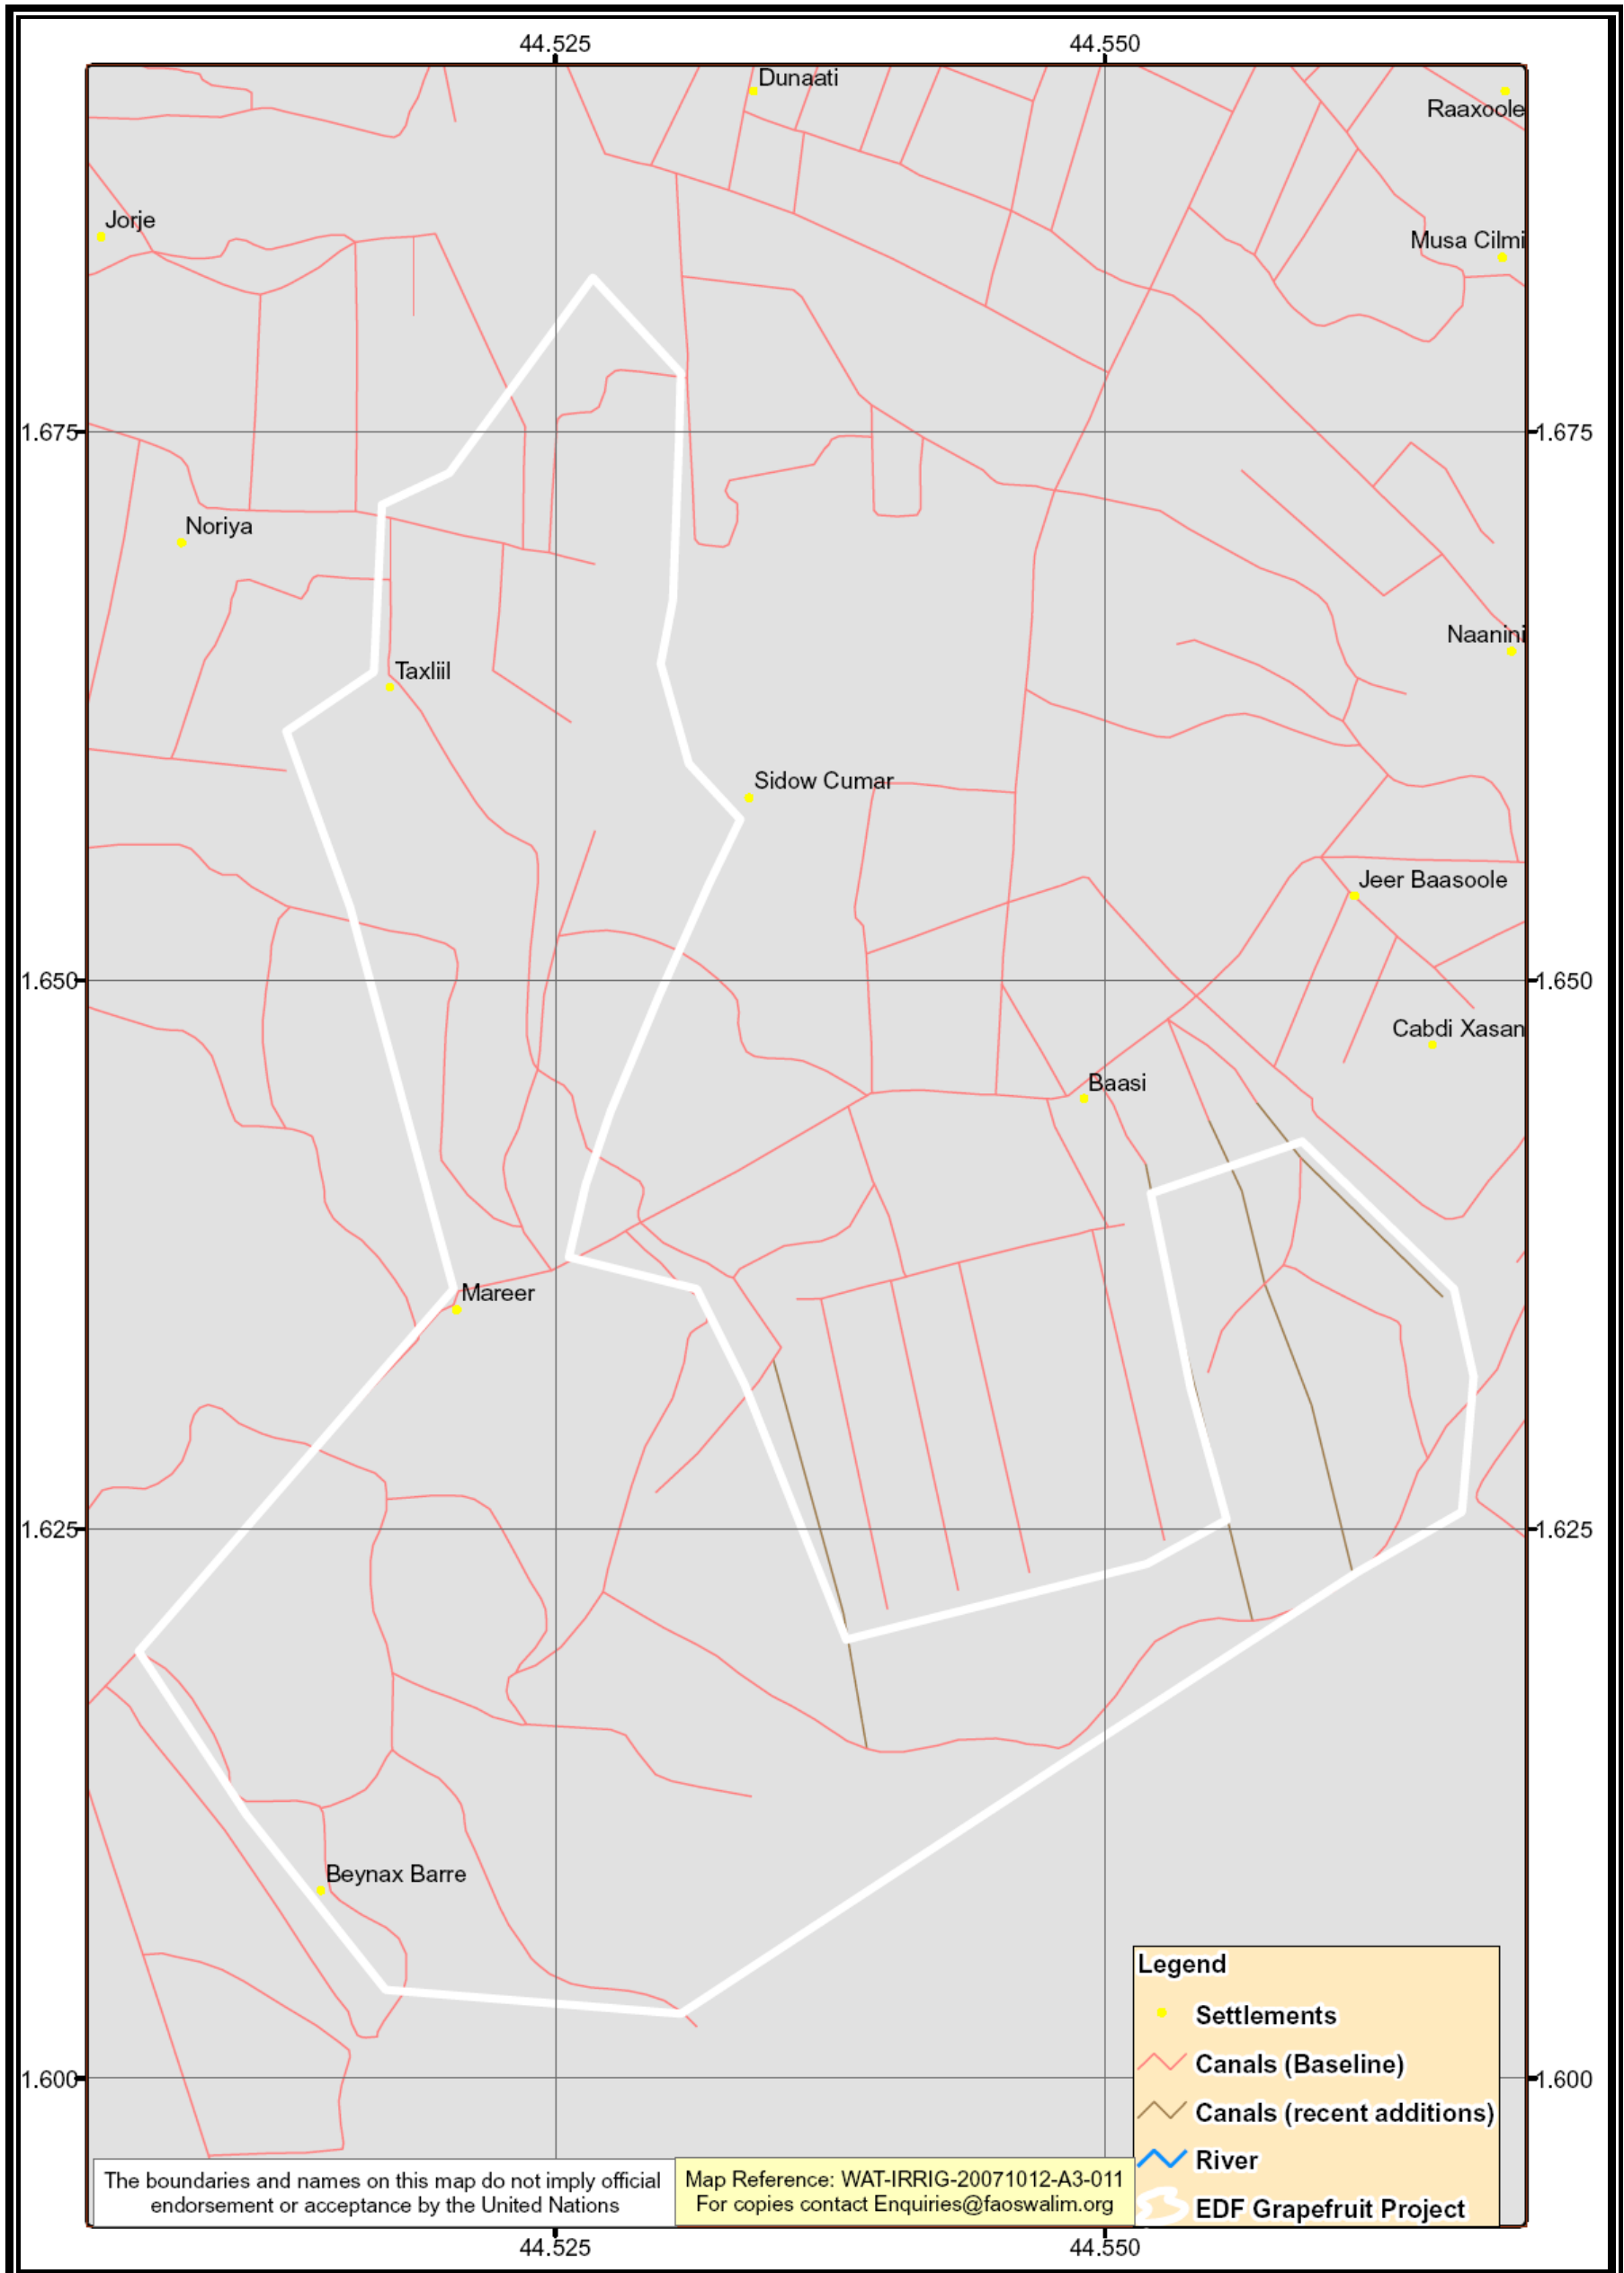 44.525
44.550
Dunaati
Raaxoole
Jorje
Musa Cilmi
1.675
1.675
Noriya
Naanini
Taxliil
Sidow Cumar
Jeer Baasoole
1.650
1.650
Cabdi Xasan
Baasi
Mareer
1.625
1.625
Beynax Barre
Legend
Settlements
Canals (Baseline)
1.600
1.600
Canals (recent additions)
River
EDF Grapefruit Project
The boundaries and names on this map do not imply official
endorsement or acceptance by the United Nations
Map Reference: WAT-IRRIG-20071012-A3-011
For copies contact Enquiries@faoswalim.org
44.525
44.550